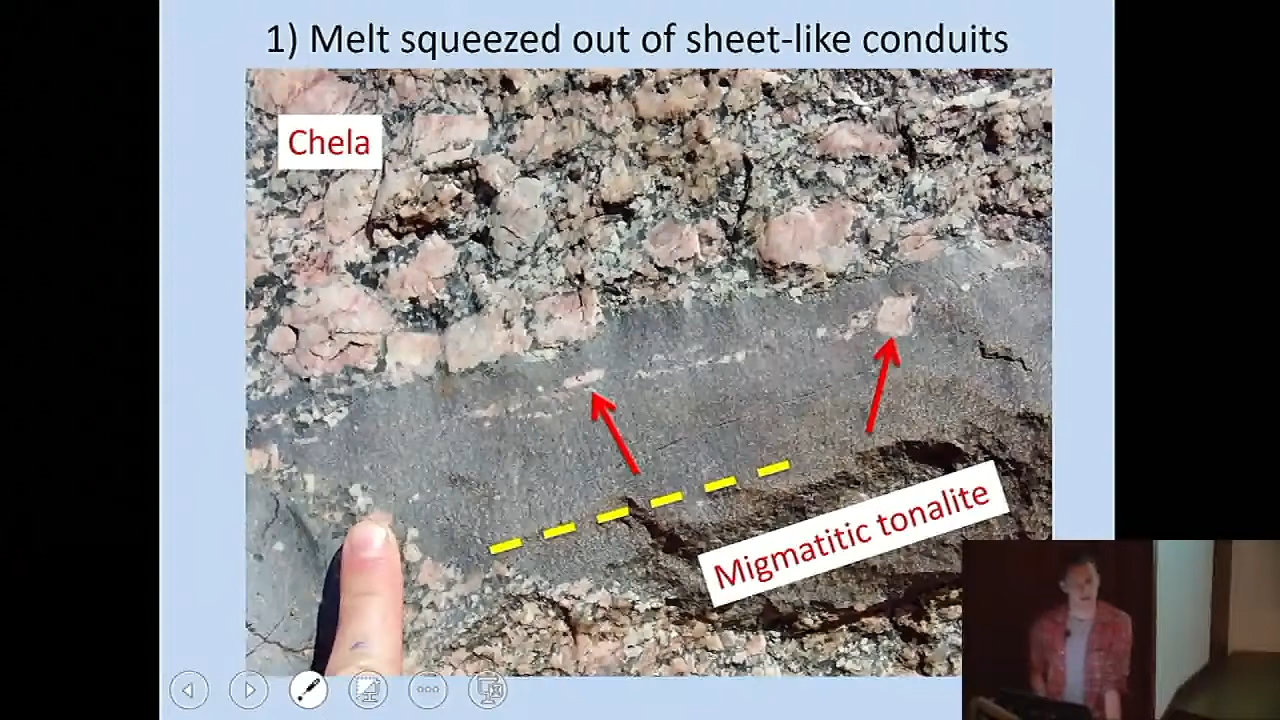 1) Melt squeezed out of sheet-like conduits
Chela
Migmatitic tonalite